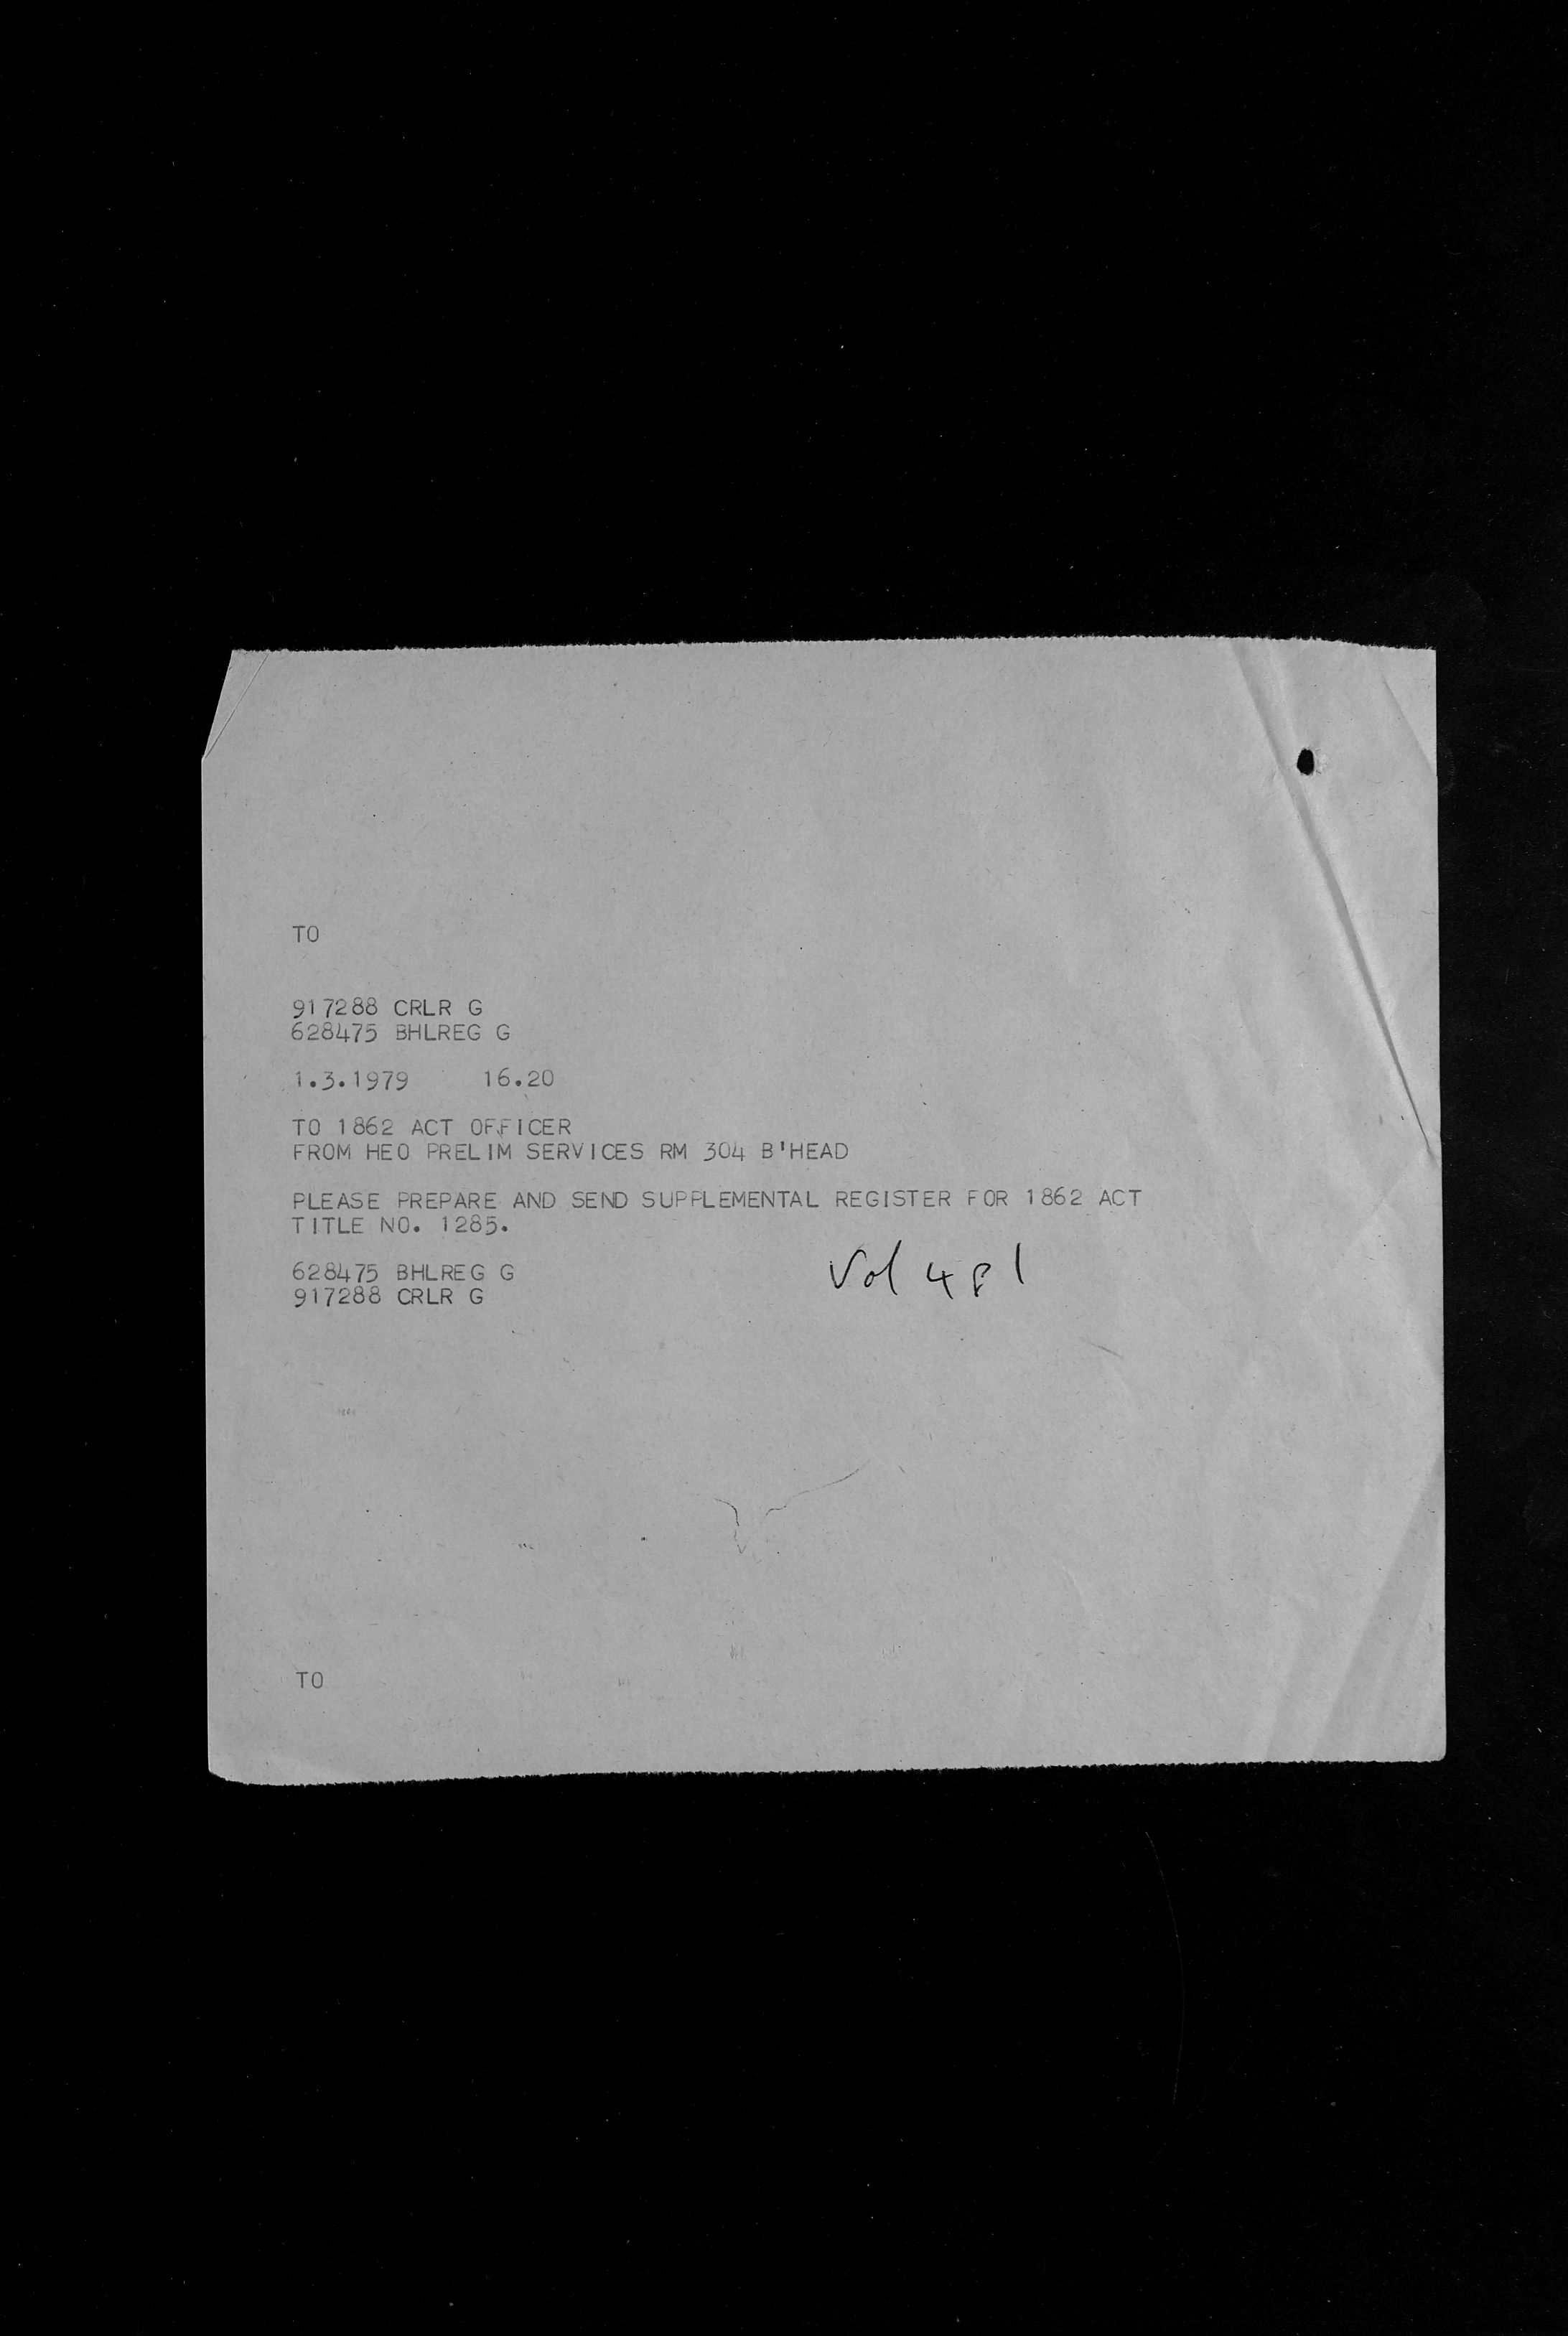 TO
917288 CRLR G
628475 BHLREG G
1.3.1979 16.20
TO 1862 ACT OFFICER
FROM HEO PRELIM SERVICES RM 304 B'HEAD
PLEASE PREPARE AND SEND SUPPLEMENTAL REGISTER FOR 1862 ACT
TITLE NO. 1285.
628475 BHLREG G
917288 CRLR G
Vol 4 P 1
TO